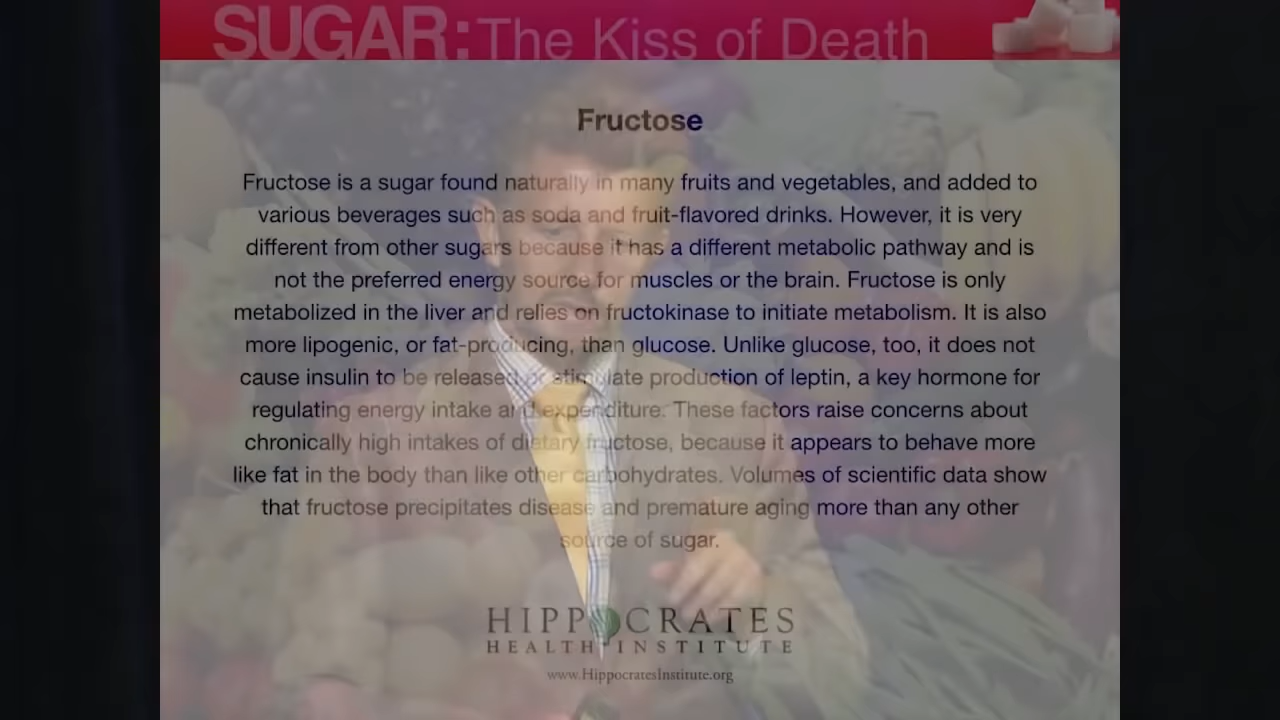 SUGAR: The Kiss of Death
Fructose
Fructose is a sugar found naturally in many fruits and vegetables, and added to
various beverages such as soda and fruit-flavored drinks. However, it is very
different from other sugars because it has a different metabolic pathway and is
not the preferred energy source for muscles or the brain. Fructose is only
metabolized in the liver and relies on fructokinase to initiate metabolism. It is also
more lipogenic, or fat-producing, than glucose. Unlike glucose, too, it does not
cause insulin to be released or stimulate production of leptin, a key hormone for
regulating energy intake and expenditure. These factors raise concerns about
chronically high intakes of dietary fructose, because it appears to behave more
like fat in the body than like other carbohydrates. Volumes of scientific data show
that fructose precipitates disease and premature aging more than any other
source of sugar.
HIPPOCRATES
HEALTH INSTITUTE
www.HippocratesInstitute.org